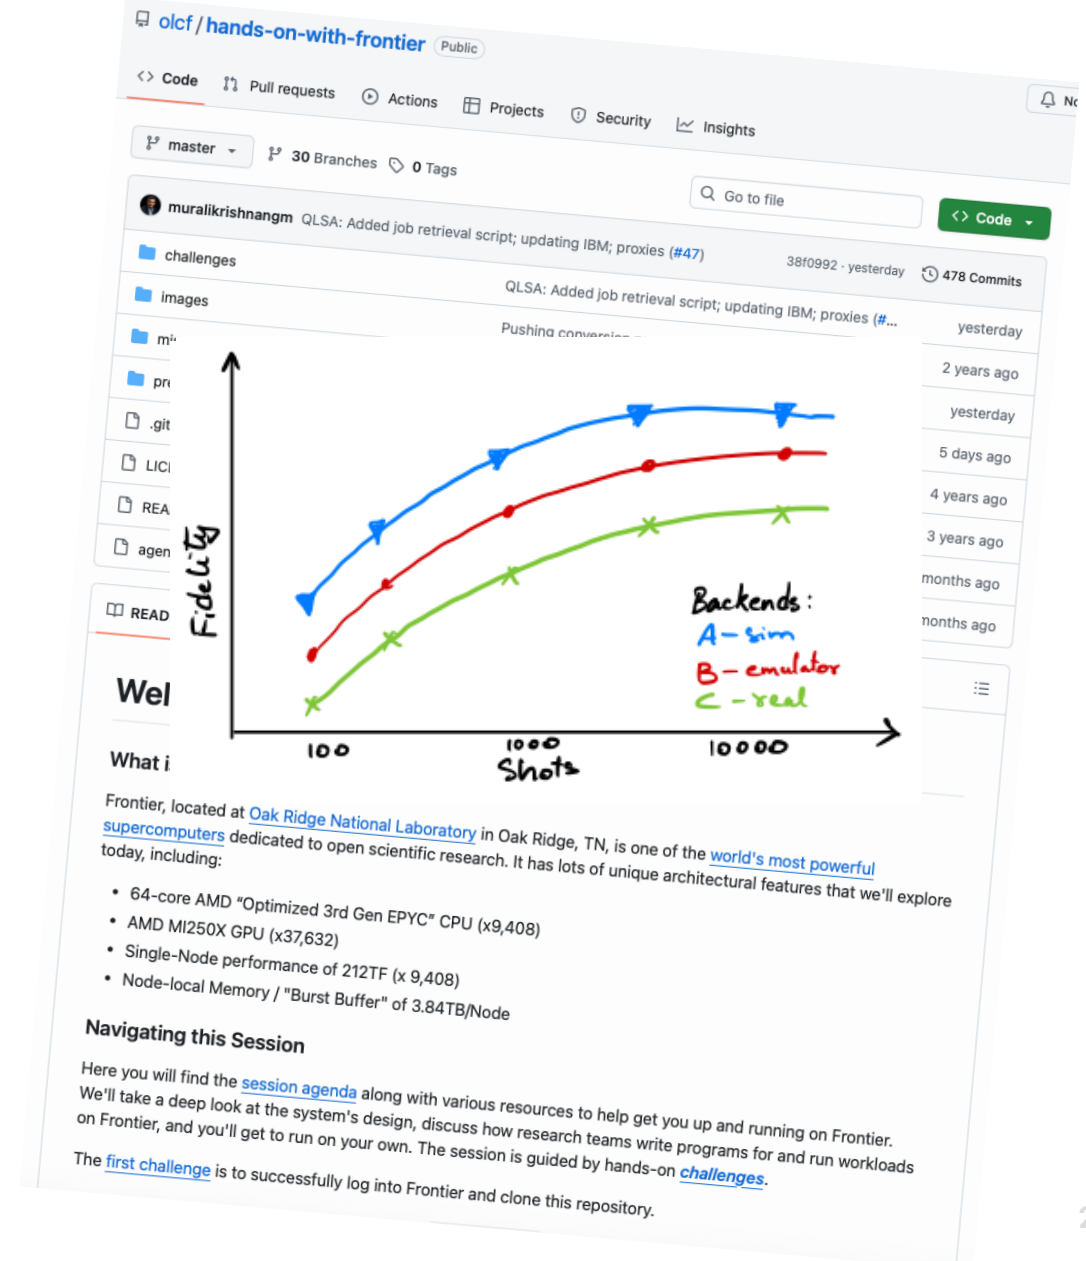 olcf / hands-on-with-frontier Public
Code Pull requests Actions Projects Security Insights
master 30 Branches 0 Tags Go to file Code
muralikrishnangm QLSA: Added job retrieval script; updating IBM; proxies (#47) 38f0992 · yesterday 478 Commits
challenges QLSA: Added job retrieval script; updating IBM; proxies (#... yesterday
images Pushing 2 years ago
yesterday
pre 5 days ago
.git 4 years ago
LIC 3 years ago
REA months ago
agen months ago
READ
Fidelity
Backends:
A - sim
B - emulator
C - real
100 1000 10000
Shots
Wel
What i
Frontier, located at Oak Ridge National Laboratory in Oak Ridge, TN, is one of the world's most powerful
supercomputers dedicated to open scientific research. It has lots of unique architectural features that we'll explore
today, including:
• 64-core AMD “Optimized 3rd Gen EPYC” CPU (x9,408)
• AMD MI250X GPU (x37,632)
• Single-Node performance of 212TF (x 9,408)
• Node-local Memory / "Burst Buffer" of 3.84TB/Node
Navigating this Session
Here you will find the session agenda along with various resources to help get you up and running on Frontier.
We'll take a deep look at the system's design, discuss how research teams write programs for and run workloads
on Frontier, and you'll get to run on your own. The session is guided by hands-on challenges.
The first challenge is to successfully log into Frontier and clone this repository.